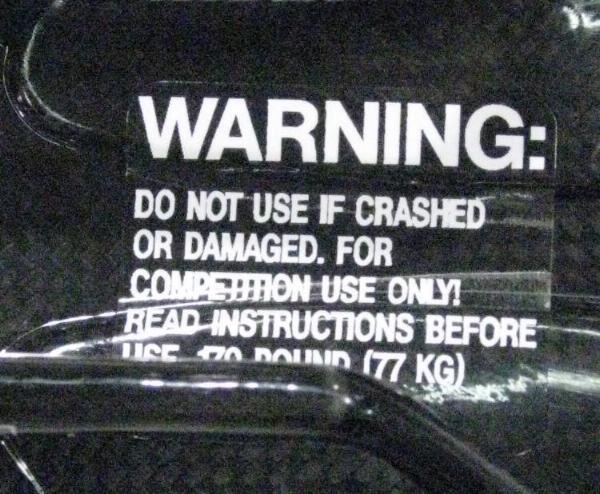 WARNING:
DO NOT USE IF CRASHED
OR DAMAGED. FOR
COMPETITION USE ONLY!
READ INSTRUCTIONS BEFORE
USE. 170 POUND (77 KG)